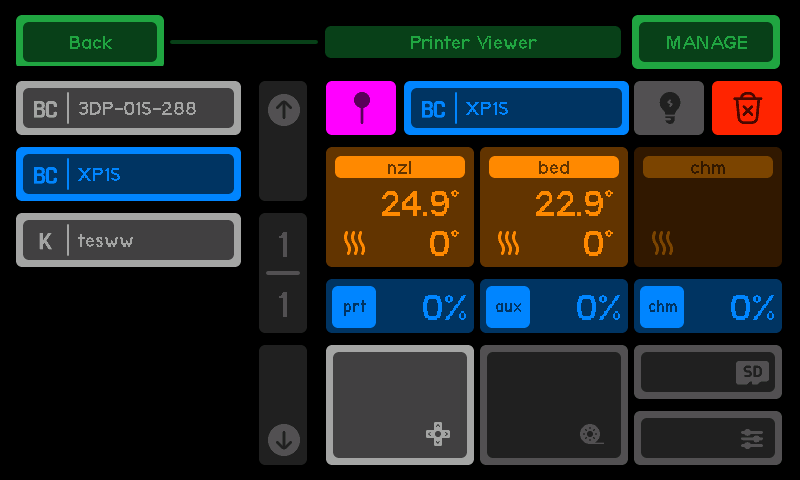 Back
Printer Viewer
MANAGE
BC 3DP-01S-288
BC XP1S
K tesww
1
1
BC XP1S
nzl
24.9°
0°
bed
22.9°
0°
chm
prt 0%
aux 0%
chm 0%
SD